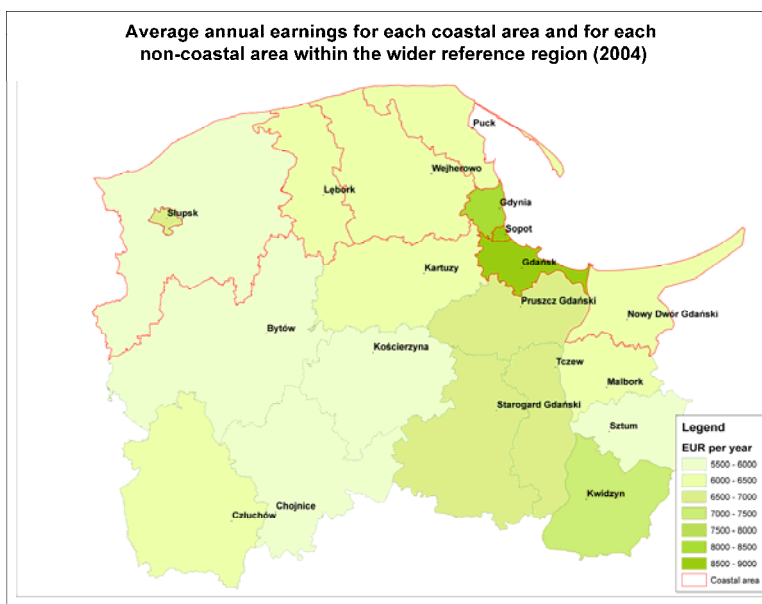 Average annual earnings for each coastal area and for each
non-coastal area within the wider reference region (2004)
Puck
Wejherowo
Lębork
Gdynia
Słupsk
Sopot
Gdańsk
Kartuzy
Pruszcz Gdański
Nowy Dwór Gdański
Bytów
Kościerzyna
Tczew
Malbork
Starogard Gdański
Sztum
Kwidzyn
Chojnice
Człuchów
Legend
EUR per year
5500 - 6000
6000 - 6500
6500 - 7000
7000 - 7500
7500 - 8000
8000 - 8500
8500 - 9000
Coastal area